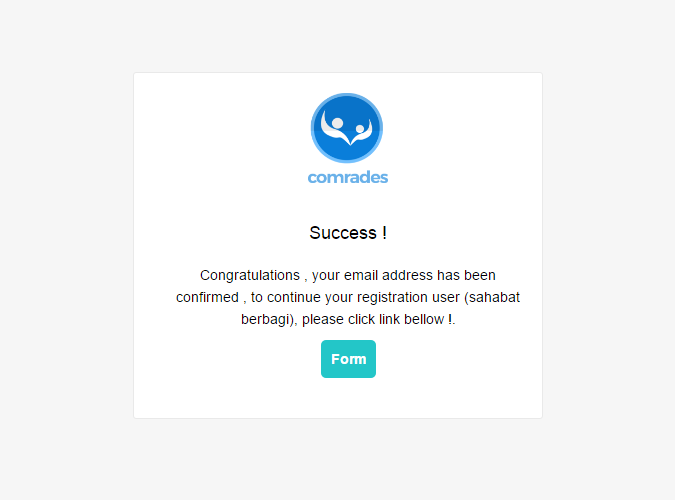 comrades
Success !
Congratulations , your email address has been
confirmed , to continue your registration user (sahabat
berbagi), please click link bellow !.
Form